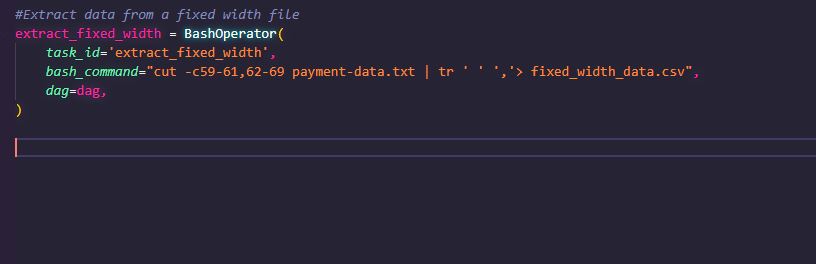 #Extract data from a fixed width file
extract_fixed_width = BashOperator(
    task_id='extract_fixed_width',
    bash_command="cut -c59-61,62-69 payment-data.txt | tr ' ' ','> fixed_width_data.csv",
    dag=dag,
)